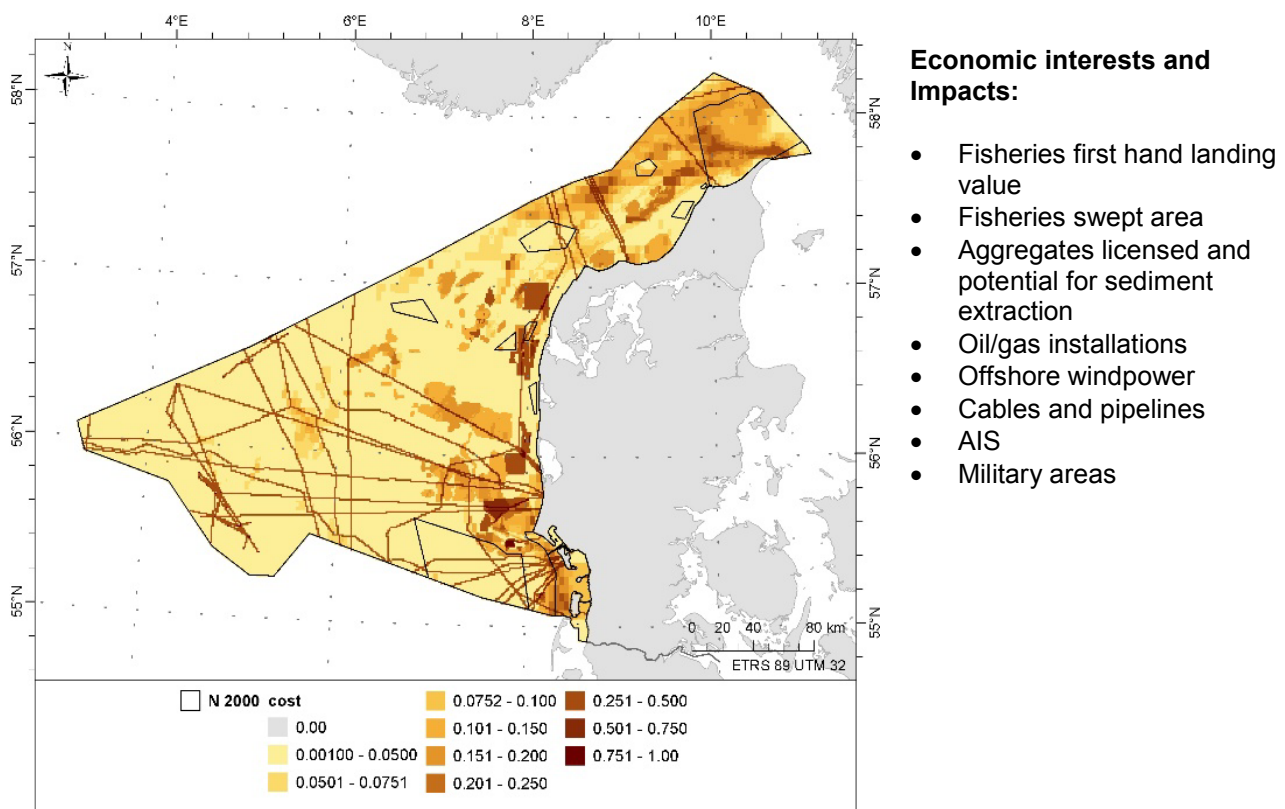 4°E 6°E 8°E 10°E
N
58°N
58°N
57°N
57°N
56°N
56°N
55°N
55°N
0 20 40 80 km
ETRS 89 UTM 32
N 2000 cost
0.00
0.00100 - 0.0500
0.0501 - 0.0751
0.0752 - 0.100
0.101 - 0.150
0.151 - 0.200
0.201 - 0.250
0.251 - 0.500
0.501 - 0.750
0.751 - 1.00
Economic interests and
Impacts:
• Fisheries first hand landing
value
• Fisheries swept area
• Aggregates licensed and
potential for sediment
extraction
• Oil/gas installations
• Offshore windpower
• Cables and pipelines
• AIS
• Military areas